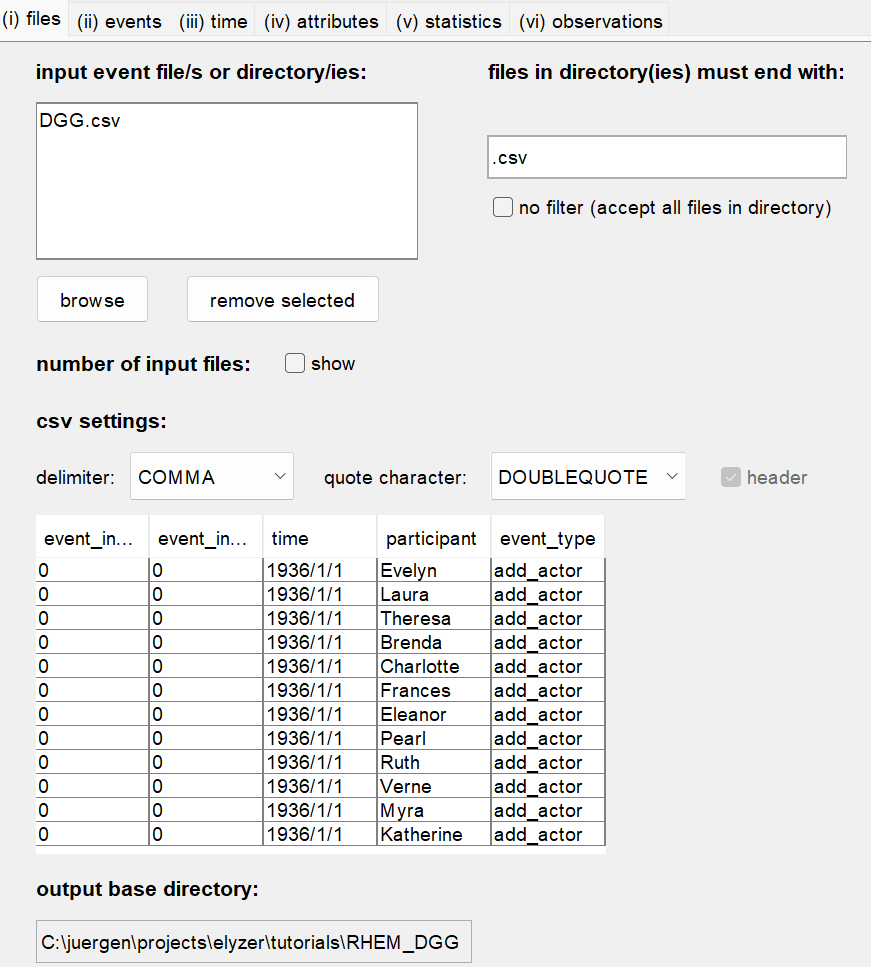 (i) files (ii) events (iii) time (iv) attributes (v) statistics (vi) observations
input event file/s or directory/ies: files in directory(ies) must end with:
DGG.csv
.csv
no filter (accept all files in directory)
browse remove selected
number of input files: show
csv settings:
delimiter: COMMA quote character: DOUBLEQUOTE header
event_in... event_in... time participant event_type
0 0 1936/1/1 Evelyn add_actor
0 0 1936/1/1 Laura add_actor
0 0 1936/1/1 Theresa add_actor
0 0 1936/1/1 Brenda add_actor
0 0 1936/1/1 Charlotte add_actor
0 0 1936/1/1 Frances add_actor
0 0 1936/1/1 Eleanor add_actor
0 0 1936/1/1 Pearl add_actor
0 0 1936/1/1 Ruth add_actor
0 0 1936/1/1 Verne add_actor
0 0 1936/1/1 Myra add_actor
0 0 1936/1/1 Katherine add_actor
output base directory:
C:\juergen\projects\elyzer\tutorials\RHEM_DGG